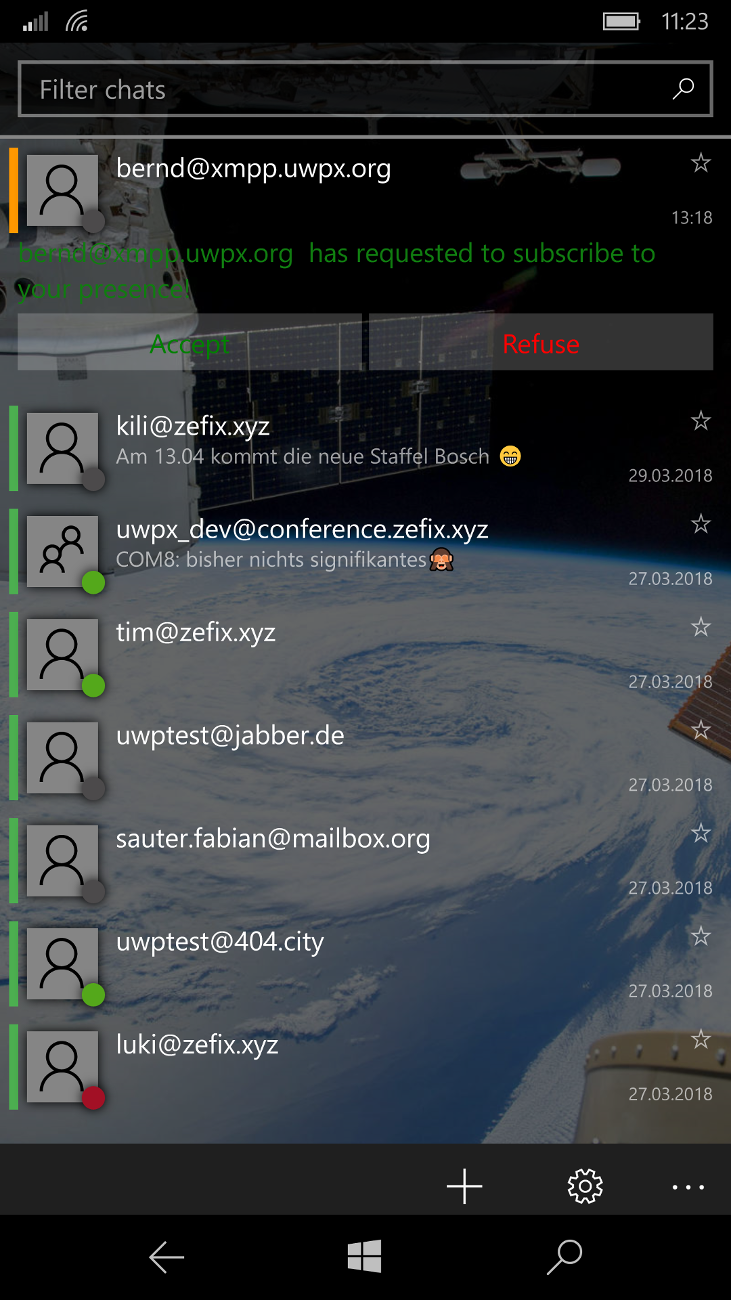 11:23
Filter chats
bernd@xmpp.uwpx.org
13:18
bernd@xmpp.uwpx.org  has requested to subscribe to
your presence!
Accept
Refuse
kili@zefix.xyz
Am 13.04 kommt die neue Staffel Bosch 😁
29.03.2018
uwpx_dev@conference.zefix.xyz
COM8: bisher nichts signifikantes🙈
27.03.2018
tim@zefix.xyz
27.03.2018
uwptest@jabber.de
27.03.2018
sauter.fabian@mailbox.org
27.03.2018
uwptest@404.city
27.03.2018
luki@zefix.xyz
27.03.2018